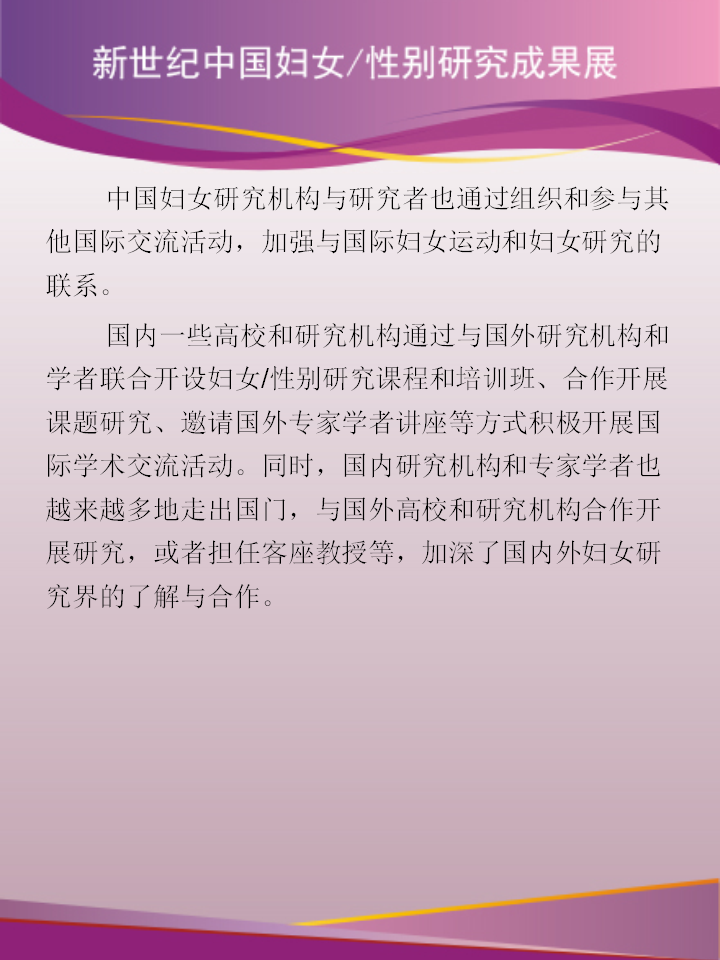 新世纪中国妇女/性别研究成果展
中国妇女研究机构与研究者也通过组织和参与其
他国际交流活动，加强与国际妇女运动和妇女研究的
联系。
国内一些高校和研究机构通过与国外研究机构和
学者联合开设妇女/性别研究课程和培训班、合作开展
课题研究、邀请国外专家学者讲座等方式积极开展国
际学术交流活动。同时，国内研究机构和专家学者也
越来越多地走出国门，与国外高校和研究机构合作开
展研究，或者担任客座教授等，加深了国内外妇女研
究界的了解与合作。